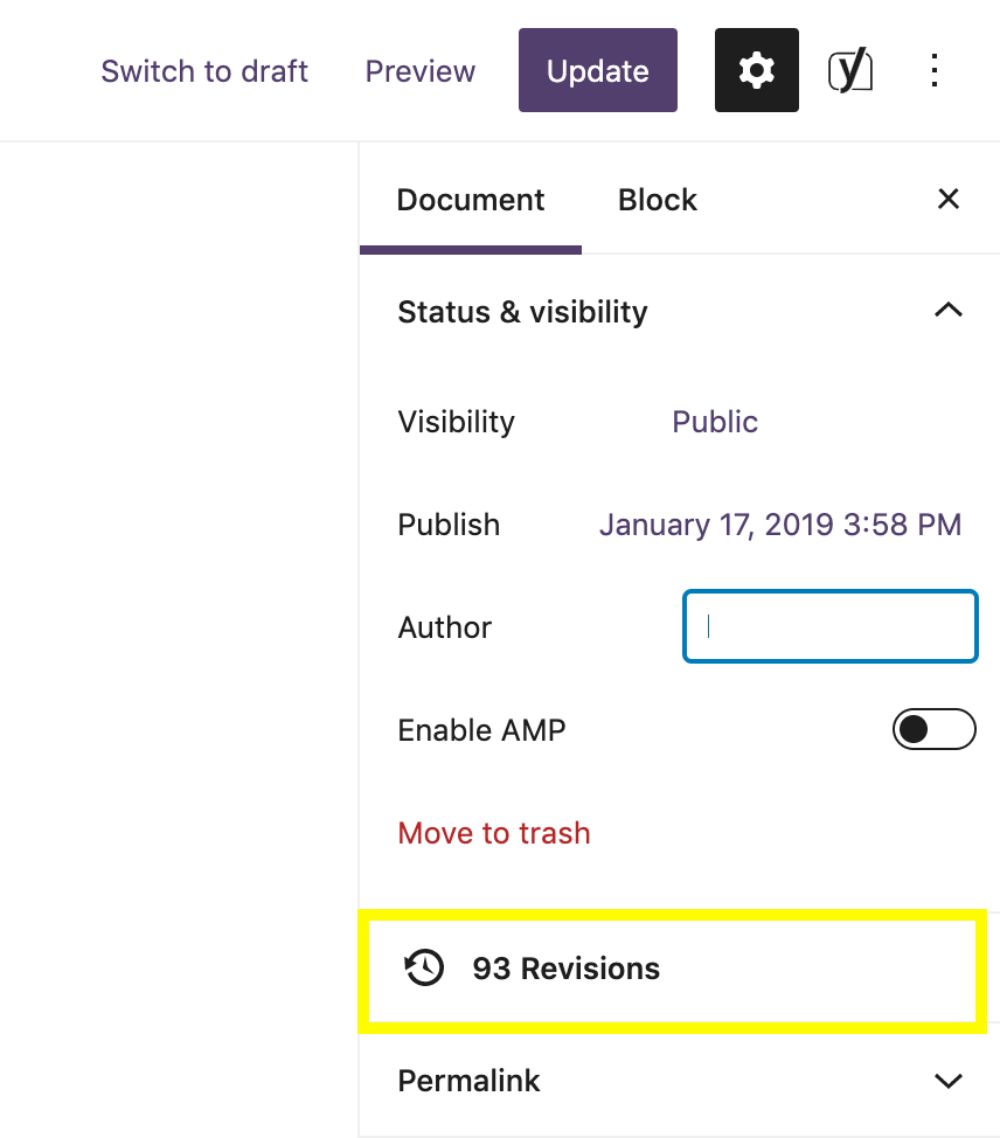 Switch to draft Preview Update
Document Block
Status & visibility
Visibility Public
Publish January 17, 2019 3:58 PM
Author
Enable AMP
Move to trash
93 Revisions
Permalink